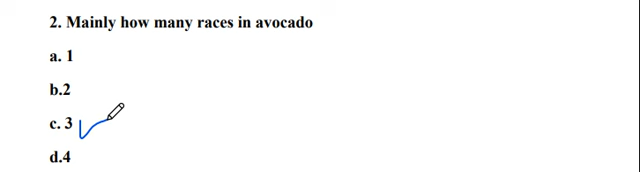 2. Mainly how many races in avocado
a. 1
b.2
c. 3
d.4